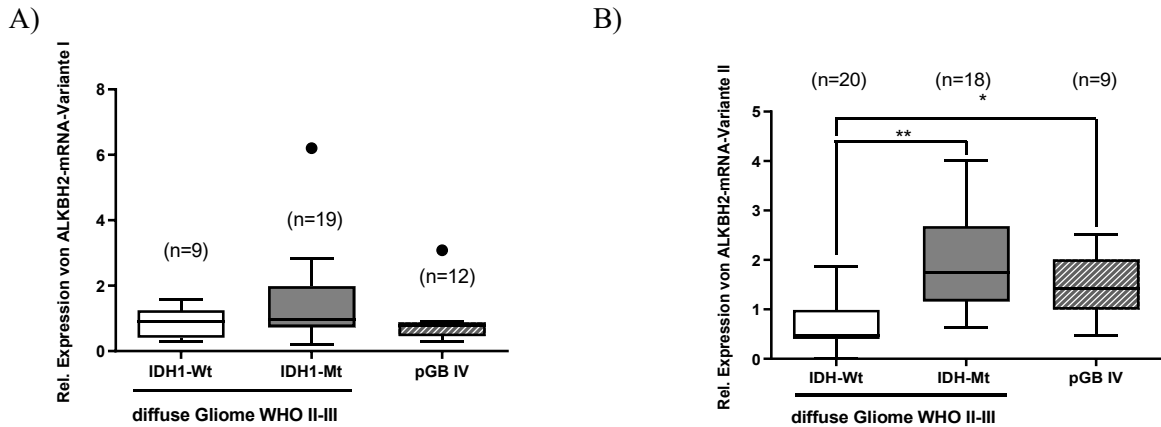 A)
Rel. Expression von ALKBH2-mRNA-Variante I
8
6
4
2
0
(n=9)
(n=19)
(n=12)
IDH1-Wt
IDH1-Mt
pGB IV
diffuse Gliome WHO II-III
B)
Rel. Expression von ALKBH2-mRNA-Variante II
5
4
3
2
1
0
(n=20)
(n=18)
(n=9)
*
**
IDH-Wt
IDH-Mt
pGB IV
diffuse Gliome WHO II-III